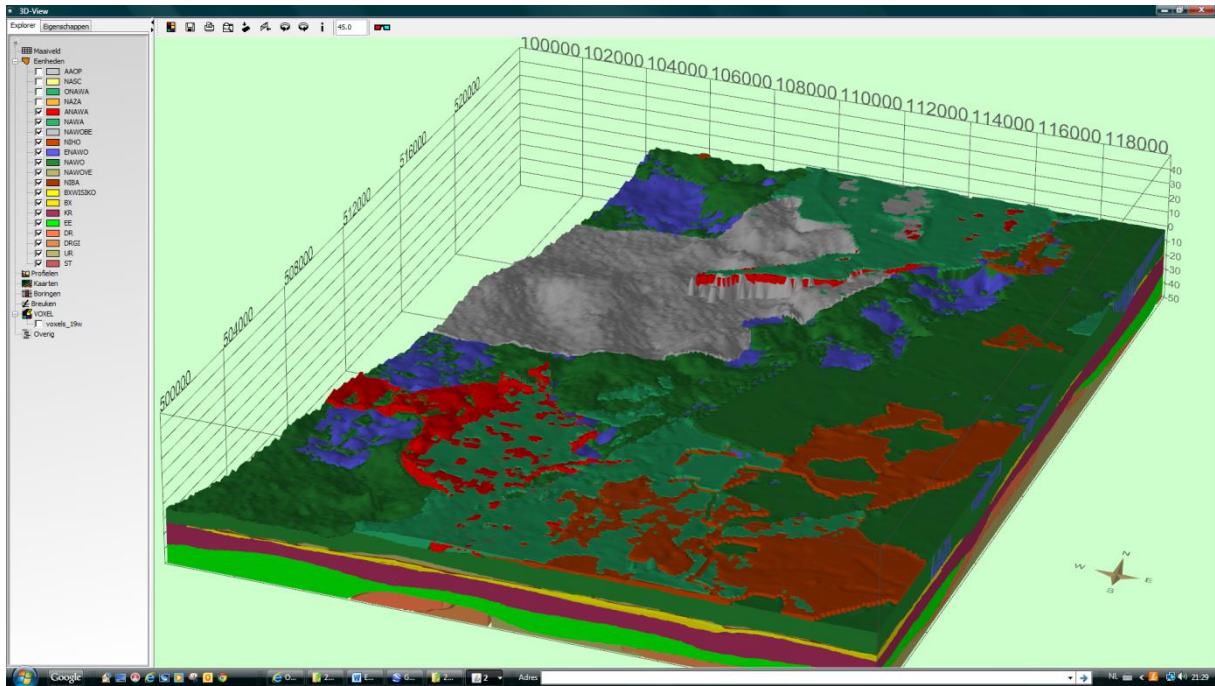 3D-View
Explorer Eigenschappen
45.0
Maaiveld
Eenheden
AAOP
NASC
ONAWA
NAZA
ANAWA
NAWA
NAWOBE
NIHO
ENAWO
NAWO
NAWOVE
NIBA
BXWISIKO
BX
KR
EE
DR
DRGI
UR
ST
Profielen
Kaarten
Boringen
Breuken
VOXEL
voxels_19w
Overig
100000 102000 104000 106000 108000 110000 112000 114000 116000 118000
520000
516000
512000
508000
504000
500000
40
30
20
10
0
-10
-20
-30
-40
-50
N
W E
S
Google O... 2... E... G... 2... 2 Adres NL 21:29